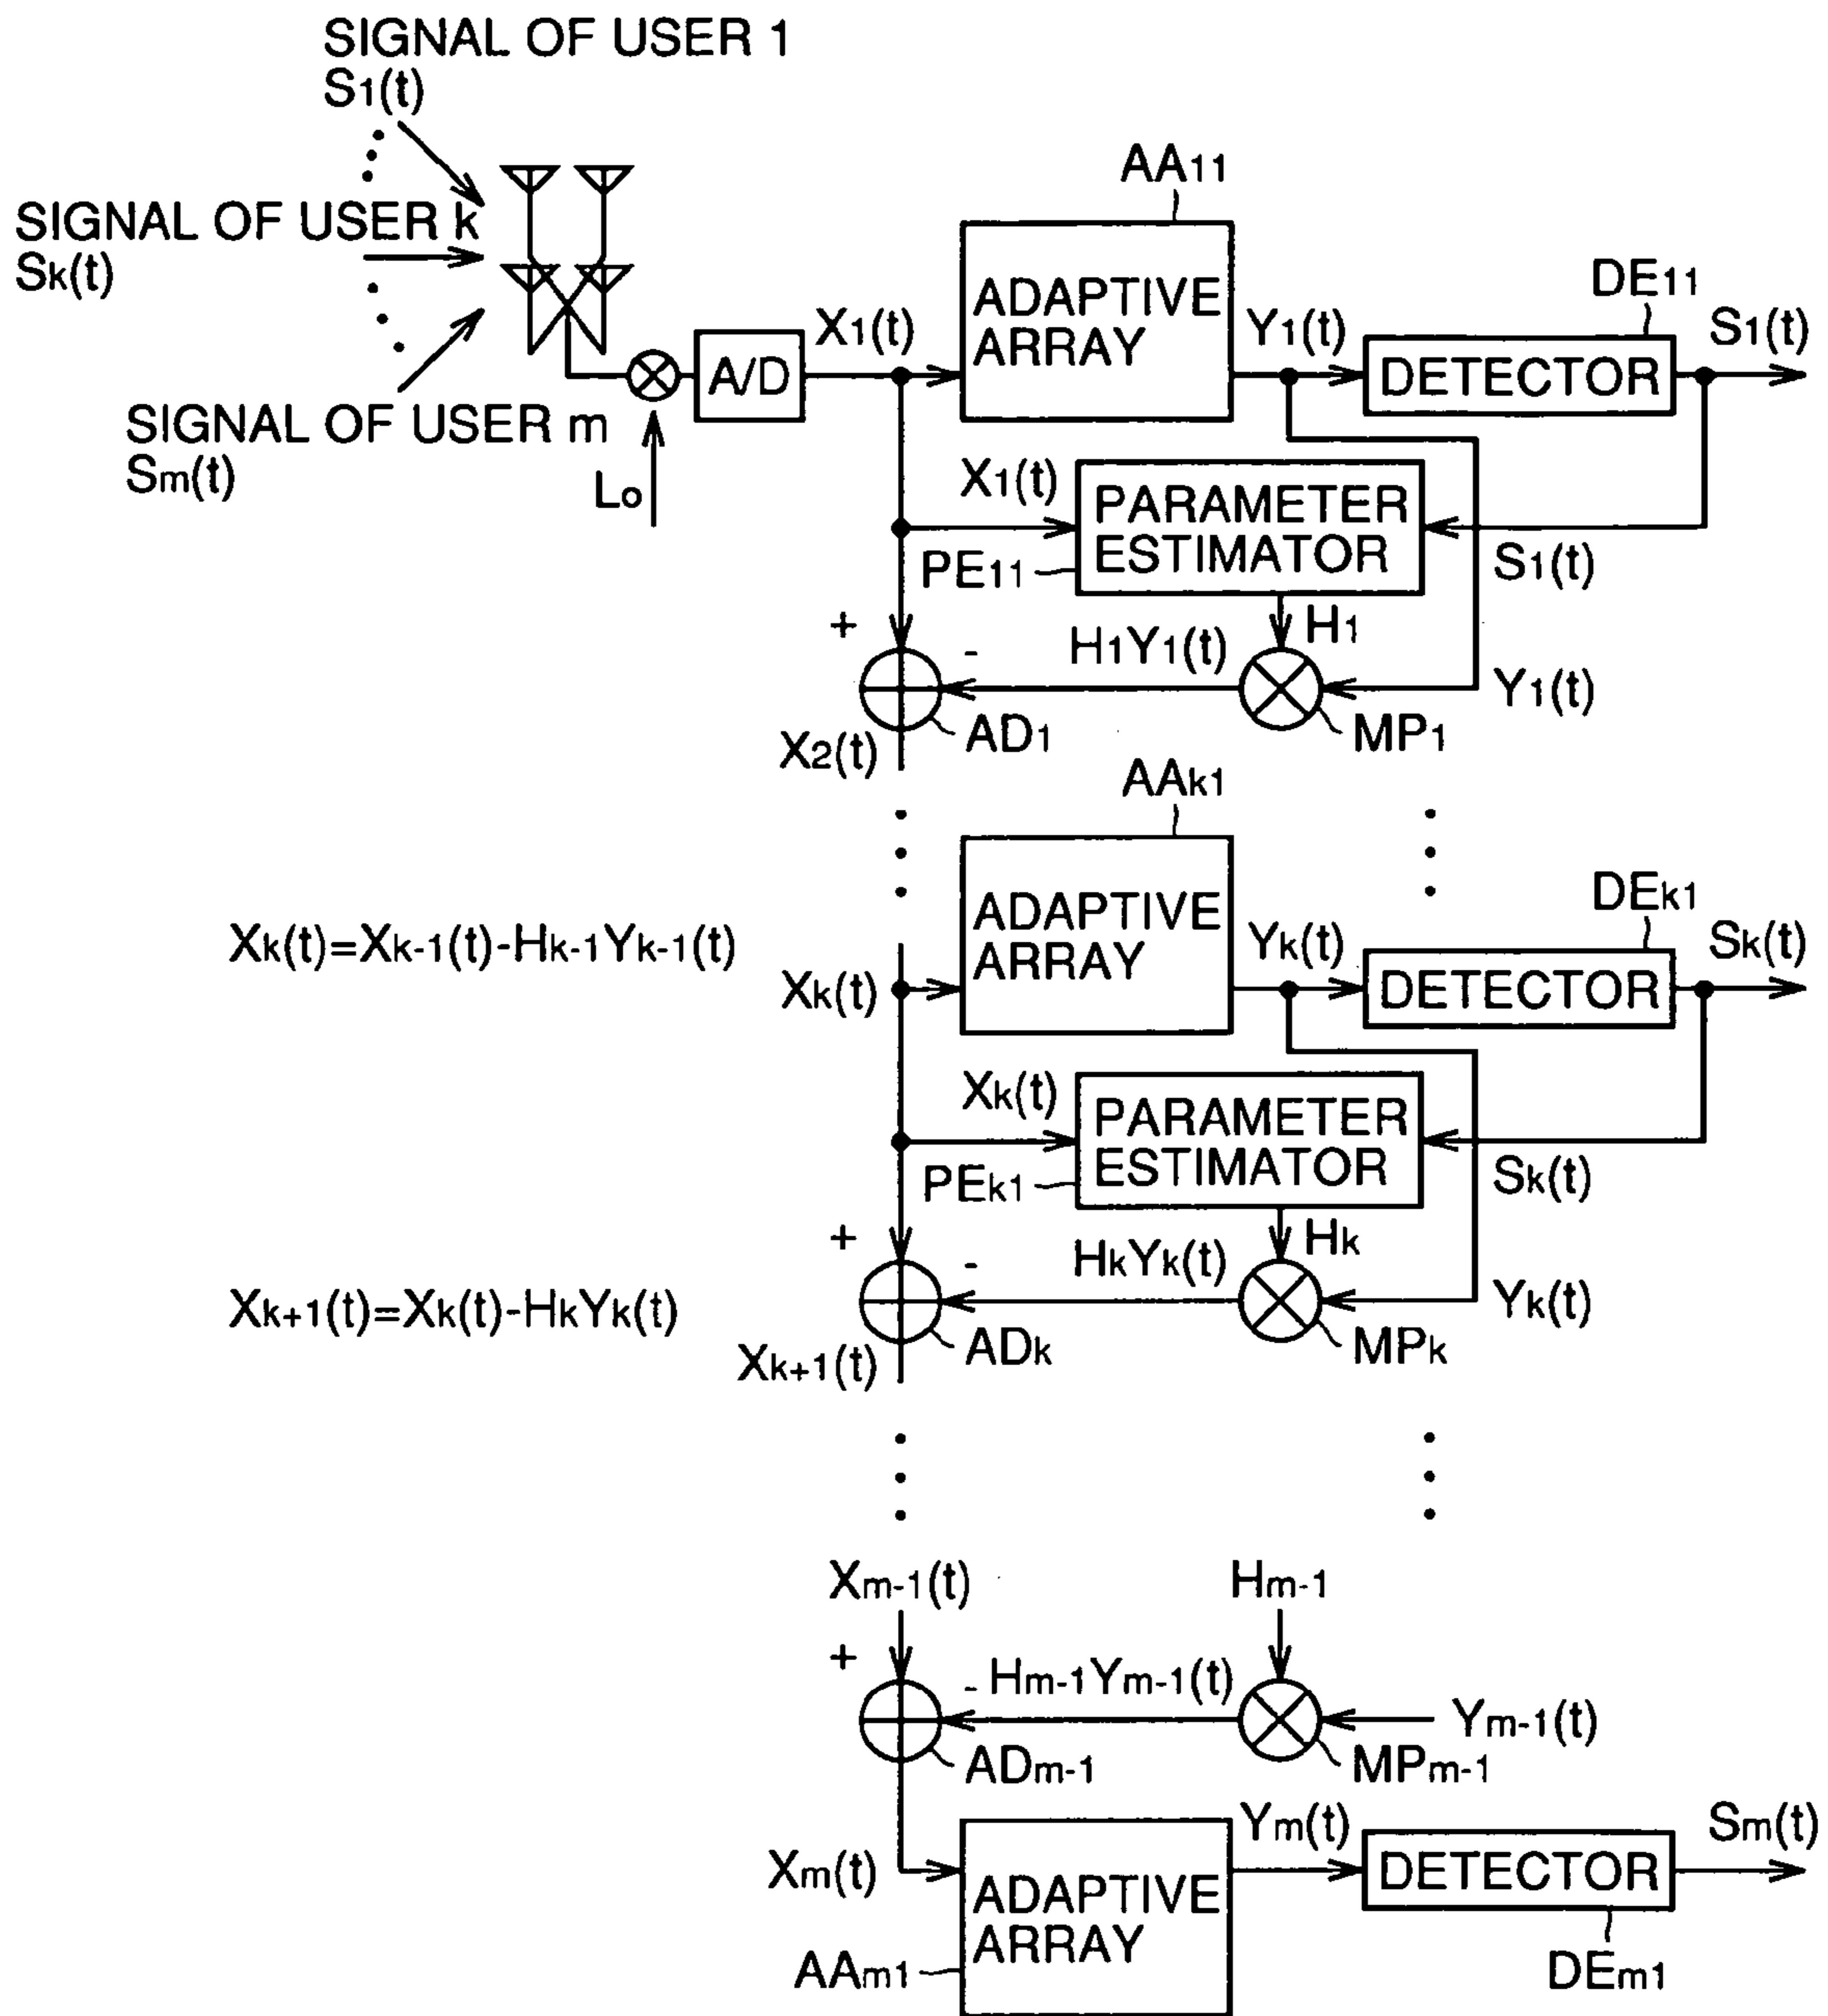 SIGNAL OF USER 1
S1(t)
SIGNAL OF USER k
Sk(t)
SIGNAL OF USER m
Sm(t)
Lo
A/D
X1(t)
AA11
ADAPTIVE
ARRAY
Y1(t)
DE11
DETECTOR
S1(t)
X1(t)
PARAMETER
ESTIMATOR
PE11
S1(t)
H1
+
-
H1Y1(t)
Y1(t)
AD1
MP1
X2(t)
AAk1
ADAPTIVE
ARRAY
DEk1
Xk(t)=Xk-1(t)-Hk-1Yk-1(t)
Yk(t)
Sk(t)
Xk(t)
DETECTOR
Xk(t)
PARAMETER
ESTIMATOR
PEk1
Sk(t)
Hk
+
-
HkYk(t)
Xk+1(t)=Xk(t)-HkYk(t)
Yk(t)
ADk
MPk
Xk+1(t)
Xm-1(t)
Hm-1
+
-
Hm-1Ym-1(t)
Ym-1(t)
ADm-1
MPm-1
Ym(t)
Sm(t)
Xm(t)
DETECTOR
ADAPTIVE
ARRAY
AAm1
DEm1